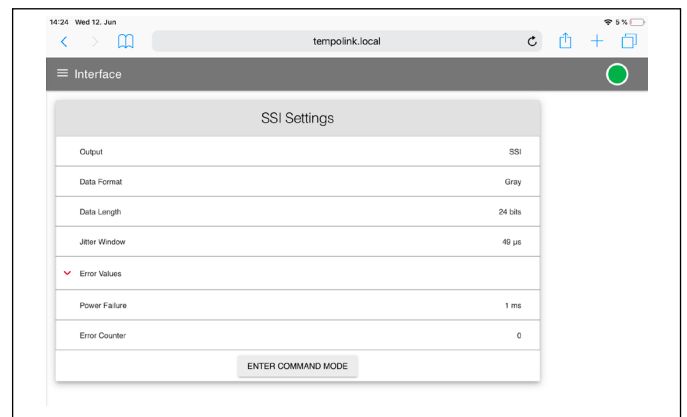 14:24 Wed 12. Jun 5 %
tempolink.local
Interface
SSI Settings
Output SSI
Data Format Gray
Data Length 24 bits
Jitter Window 49 µs
Error Values
Power Failure 1 ms
Error Counter 0
ENTER COMMAND MODE